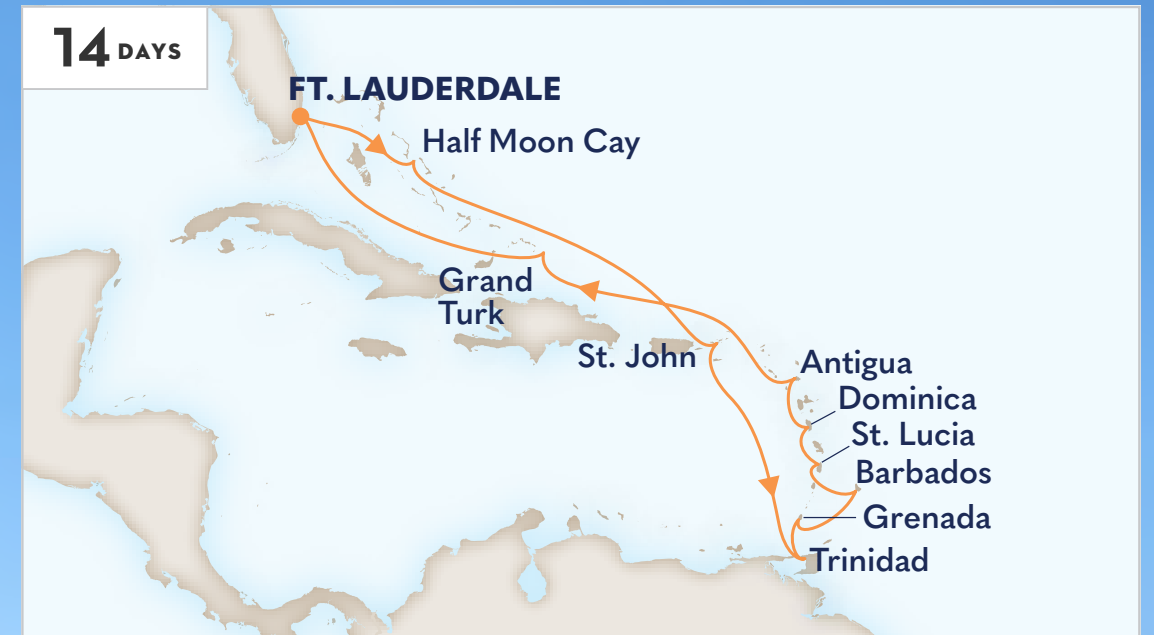 14 DAYS
FT. LAUDERDALE
Half Moon Cay
Grand
Turk
St. John
Antigua
Dominica
St. Lucia
Barbados
Grenada
Trinidad